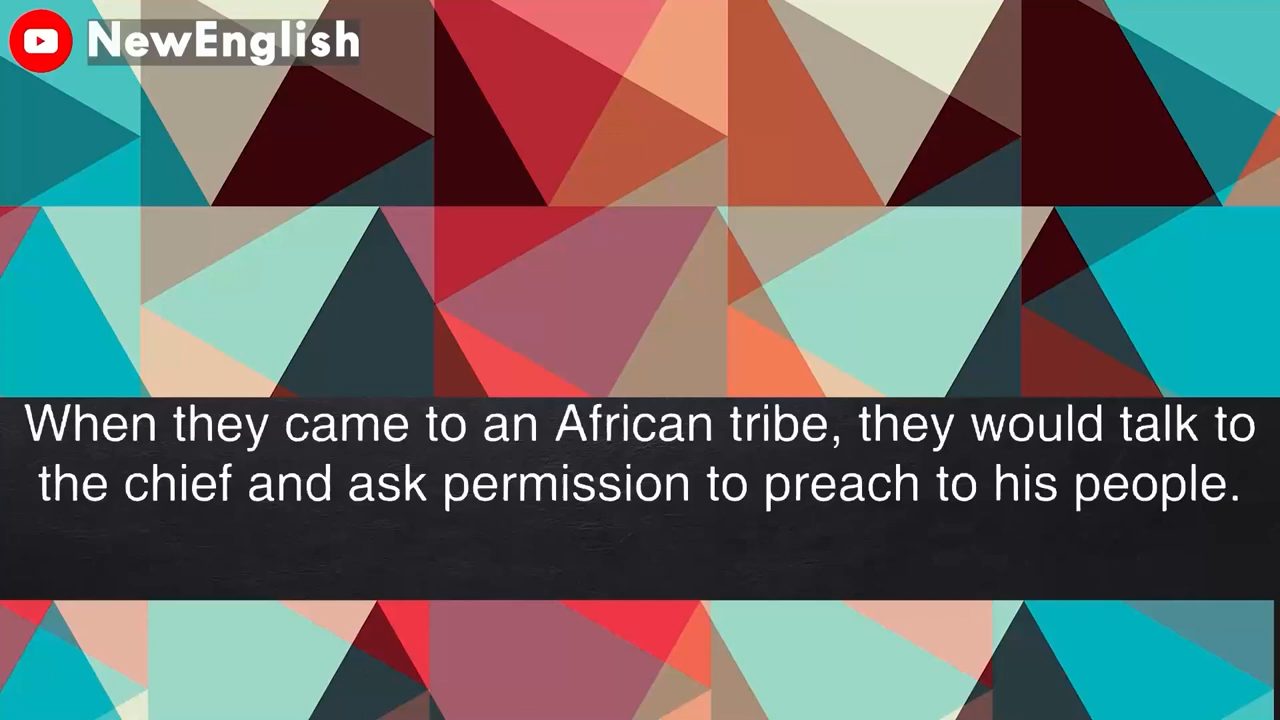 NewEnglish
When they came to an African tribe, they would talk to
the chief and ask permission to preach to his people.